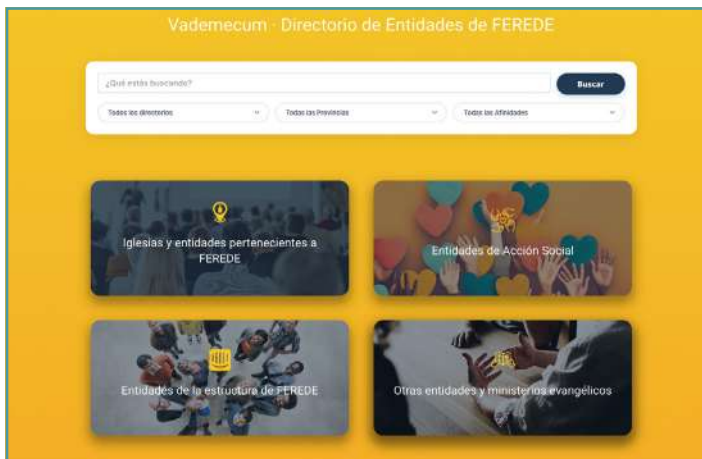 Vademecum · Directorio de Entidades de FEREDE
¿Qué estás buscando?
Buscar
Todos los directorios
Todas las Provincias
Todas las Afinidades
Iglesias y entidades pertenecientes a
FEREDE
Entidades de Acción Social
Entidades de la estructura de FEREDE
Otras entidades y ministerios evangélicos